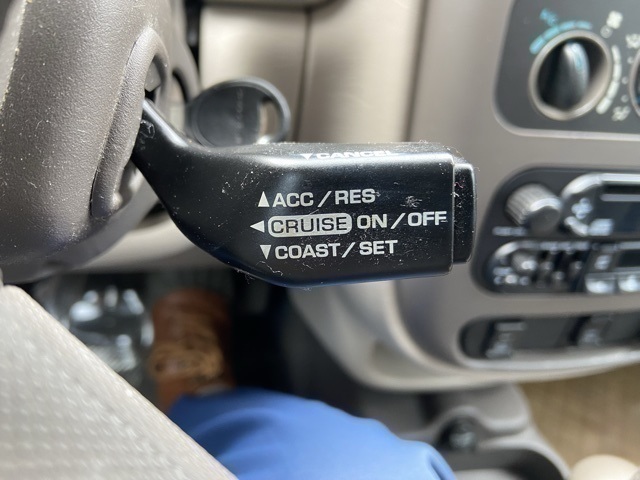 ▼CANCEL
▲ACC/RES
◄CRUISE ON/OFF
▼COAST/SET